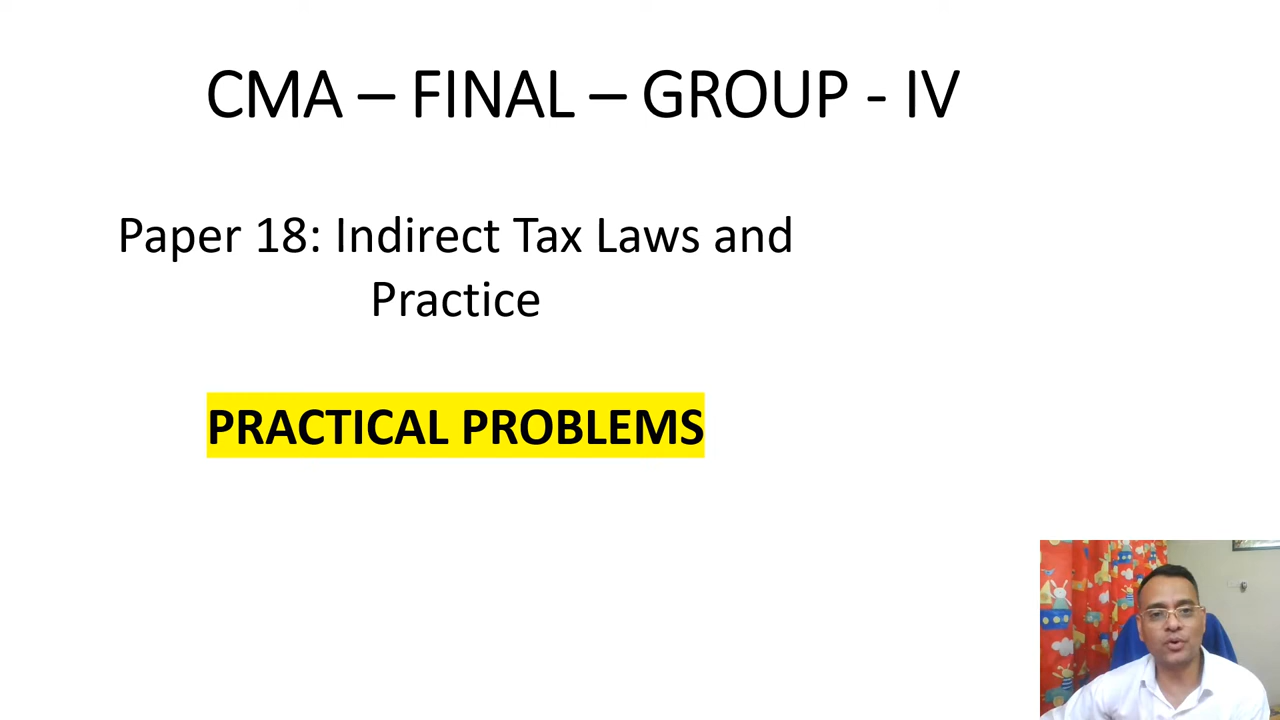 CMA – FINAL – GROUP - IV
Paper 18: Indirect Tax Laws and
Practice
PRACTICAL PROBLEMS